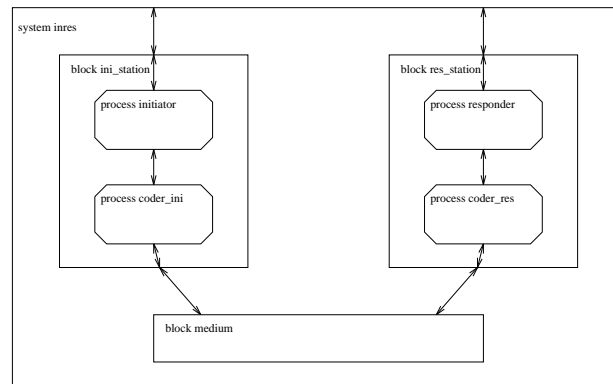 system inres
block ini_station
block res_station
process initiator
process responder
process coder_ini
process coder_res
block medium